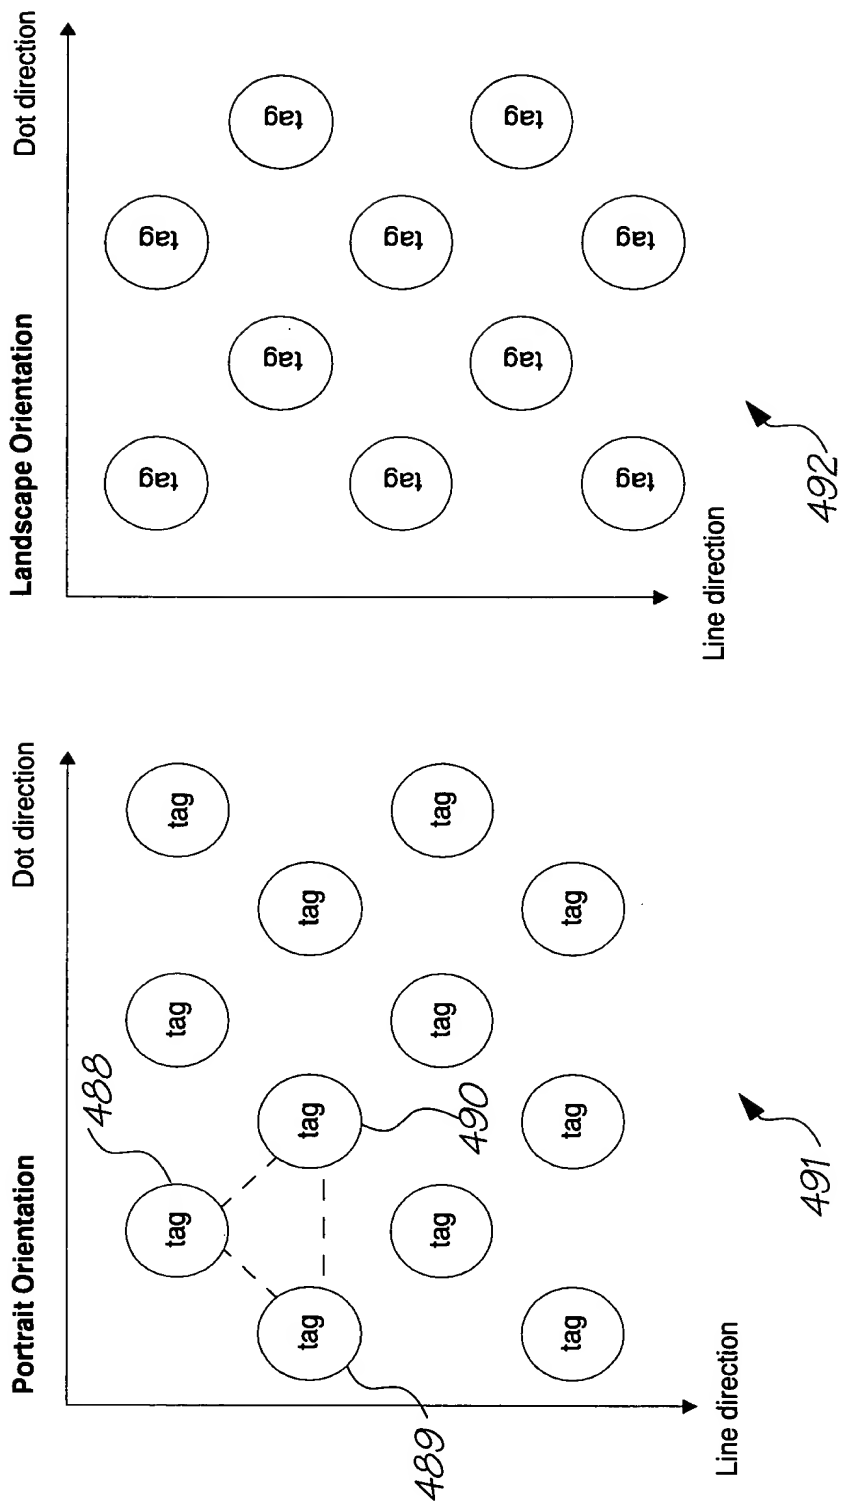 Portrait Orientation
Dot direction
488
tag
tag
tag
tag
tag
tag
489
490
tag
tag
tag
tag
tag
tag
Line direction
491
Landscape Orientation
Dot direction
tag
tag
tag
tag
tag
tag
tag
tag
tag
tag
Line direction
492